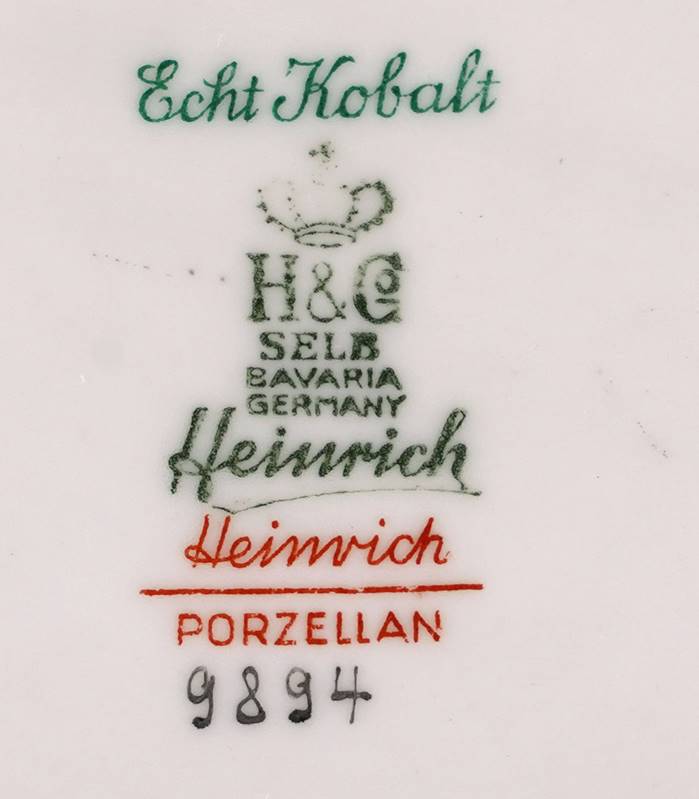 Echt Kobalt
H&Co
SELB
BAVARIA
GERMANY
Heinrich
Heinrich
PORZELLAN
9894